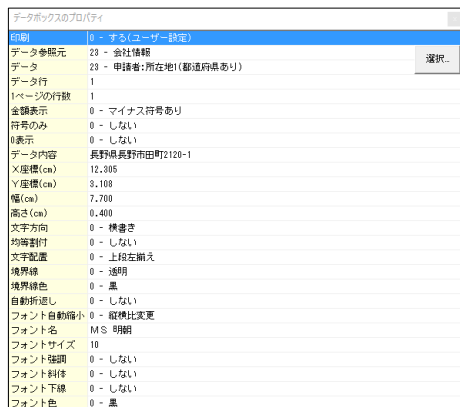 データボックスのプロパティ
印刷 0 - する(ユーザー設定)
データ参照元 23 - 会社情報
選択...
データ 23 - 申請者:所在地1(都道府県あり)
データ行 1
1ページの行数 1
金額表示 0 - マイナス符号あり
符号のみ 0 - しない
0表示 0 - しない
データ内容 長野県長野市田町2120-1
X座標(cm) 12.305
Y座標(cm) 3.108
幅(cm) 7.700
高さ(cm) 0.400
文字方向 0 - 横書き
均等割付 0 - しない
文字配置 0 - 上段左揃え
境界線 0 - 透明
境界線色 0 - 黒
自動折返し 0 - しない
フォント自動縮小 0 - 縦横比変更
フォント名 MS 明朝
フォントサイズ 10
フォント強調 0 - しない
フォント斜体 0 - しない
フォント下線 0 - しない
フォント色 0 - 黒